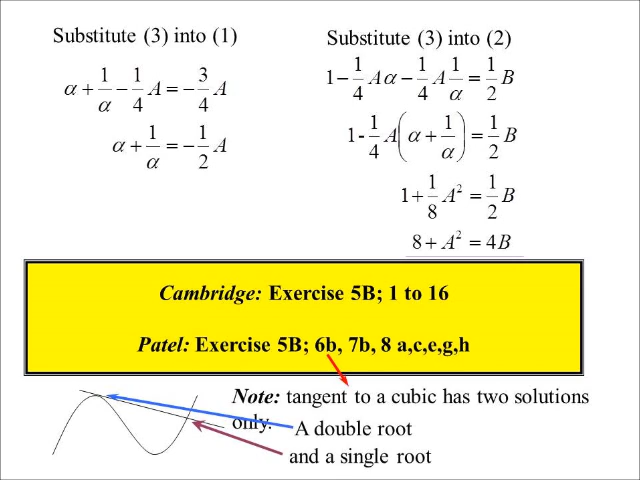 Substitute (3) into (1)
α + 1/α − 1/4 A = − 3/4 A
α + 1/α = − 1/2 A
Substitute (3) into (2)
1 − 1/4 Aα − 1/4 A 1/α = 1/2 B
1 - 1/4 A(α + 1/α) = 1/2 B
1 + 1/8 A² = 1/2 B
8 + A² = 4B
Cambridge: Exercise 5B; 1 to 16
Patel: Exercise 5B; 6b, 7b, 8 a,c,e,g,h
Note: tangent to a cubic has two solutions
only.
A double root
and a single root